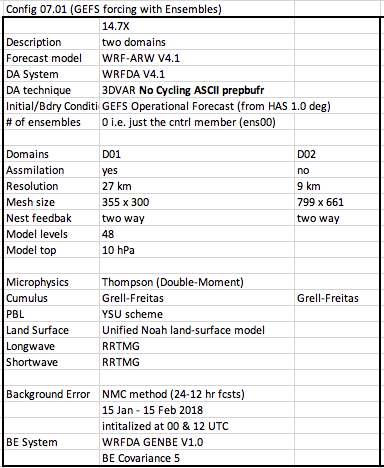 Config 07.01 (GEFS forcing with Ensembles)
14.7X
Description two domains
Forecast model WRF-ARW V4.1
DA System WRFDA V4.1
DA technique 3DVAR No Cycling ASCII prepbufr
Initial/Bdry Conditi GEFS Operational Forecast (from HAS 1.0 deg)
# of ensembles 0 i.e. just the cntrl member (ens00)
Domains D01 D02
Assmilation yes no
Resolution 27 km 9 km
Mesh size 355 x 300 799 x 661
Nest feedbak two way two way
Model levels 48
Model top 10 hPa
Microphysics Thompson (Double-Moment)
Cumulus Grell-Freitas Grell-Freitas
PBL YSU scheme
Land Surface Unified Noah land-surface model
Longwave RRTMG
Shortwave RRTMG
Background Error NMC method (24-12 hr fcsts)
15 Jan - 15 Feb 2018
intitalized at 00 & 12 UTC
BE System WRFDA GENBE V1.0
BE Covariance 5